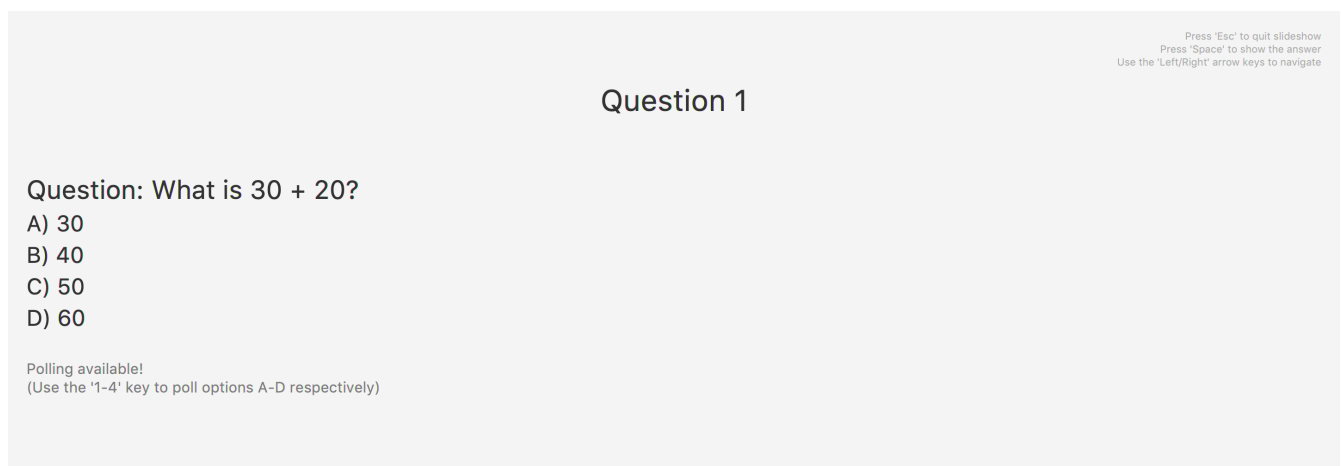 Press 'Esc' to quit slideshow
Press 'Space' to show the answer
Use the 'Left/Right' arrow keys to navigate
Question 1
Question: What is 30 + 20?
A) 30
B) 40
C) 50
D) 60
Polling available!
(Use the '1-4' key to poll options A-D respectively)